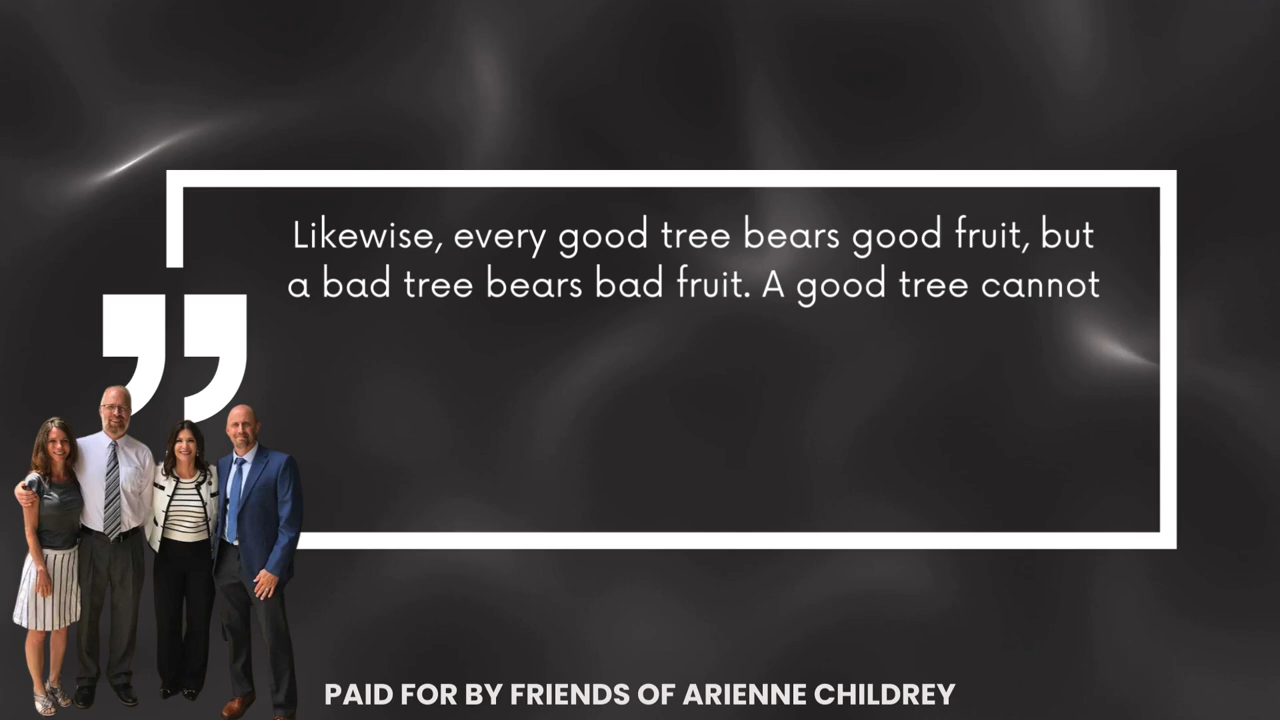 Likewise, every good tree bears good fruit, but
a bad tree bears bad fruit. A good tree cannot
PAID FOR BY FRIENDS OF ARIENNE CHILDREY